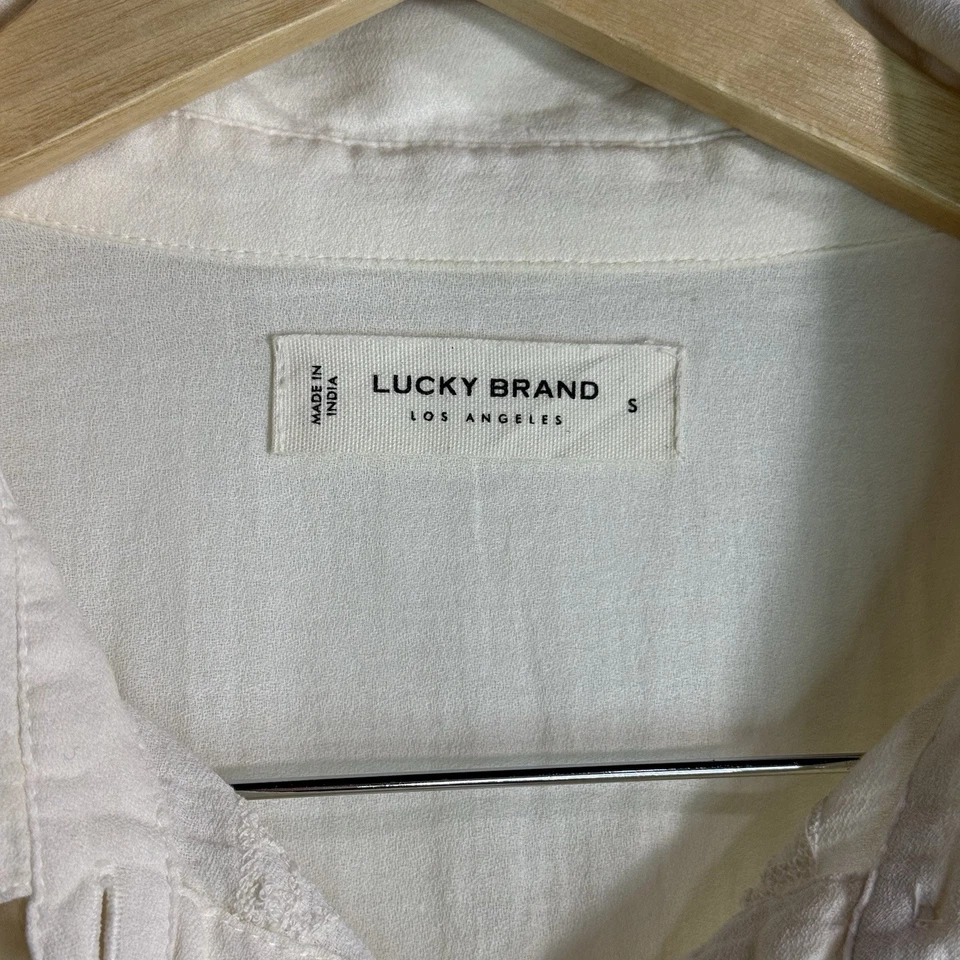 MADE IN
INDIA
LUCKY BRAND
LOS ANGELES
S